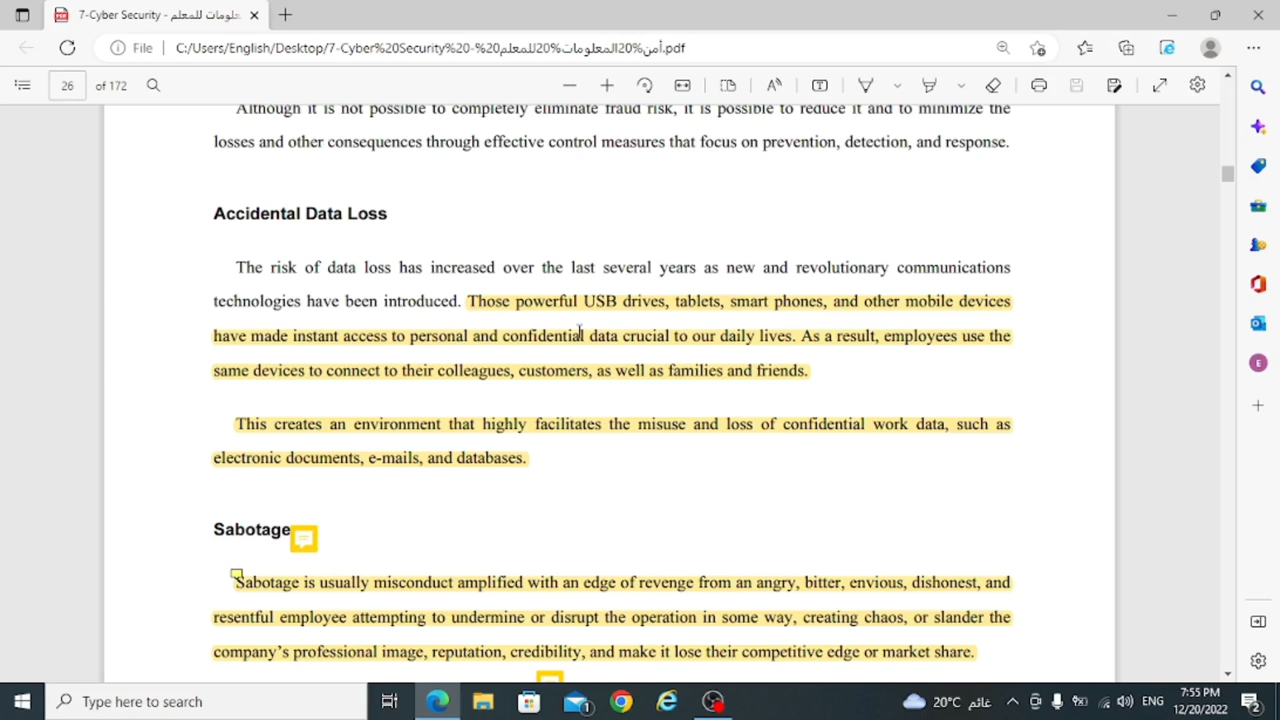 7-Cyber Security - علومات للمعلم
File
C:/Users/English/Desktop/7-Cyber%20Security%20-%20أمن%20المعلومات%20للمعلم.pdf
26 of 172
Although it is not possible to completely eliminate fraud risk, it is possible to reduce it and to minimize the
losses and other consequences through effective control measures that focus on prevention, detection, and response.
Accidental Data Loss
The risk of data loss has increased over the last several years as new and revolutionary communications
technologies have been introduced. Those powerful USB drives, tablets, smart phones, and other mobile devices
have made instant access to personal and confidential data crucial to our daily lives. As a result, employees use the
same devices to connect to their colleagues, customers, as well as families and friends.
This creates an environment that highly facilitates the misuse and loss of confidential work data, such as
electronic documents, e-mails, and databases.
Sabotage
Sabotage is usually misconduct amplified with an edge of revenge from an angry, bitter, envious, dishonest, and
resentful employee attempting to undermine or disrupt the operation in some way, creating chaos, or slander the
company's professional image, reputation, credibility, and make it lose their competitive edge or market share.
E
Type here to search
1
20°C غائم
ENG
7:55 PM
12/20/2022
2